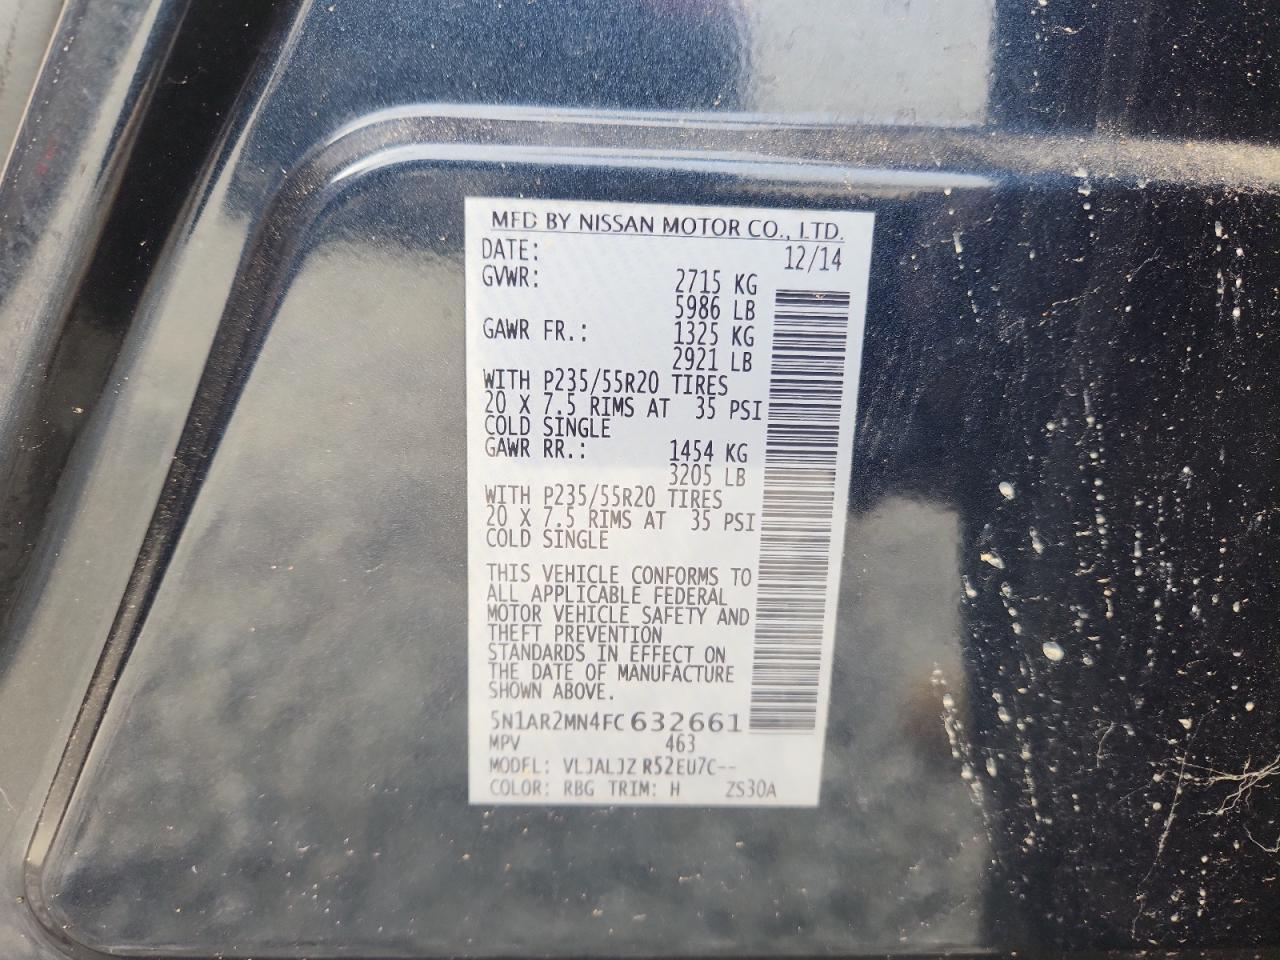 MFD BY NISSAN MOTOR CO., LTD.
DATE: 12/14
GVWR: 2715 KG
5986 LB
GAWR FR.: 1325 KG
2921 LB
WITH P235/55R20 TIRES
20 X 7.5 RIMS AT 35 PSI
COLD SINGLE
GAWR RR.: 1454 KG
3205 LB
WITH P235/55R20 TIRES
20 X 7.5 RIMS AT 35 PSI
COLD SINGLE
THIS VEHICLE CONFORMS TO
ALL APPLICABLE FEDERAL
MOTOR VEHICLE SAFETY AND
THEFT PREVENTION
STANDARDS IN EFFECT ON
THE DATE OF MANUFACTURE
SHOWN ABOVE.
5N1AR2MN4FC632661
MPV 463
MODEL: VLJALJZ R52EU7C--
COLOR: RBG TRIM: H ZS30A